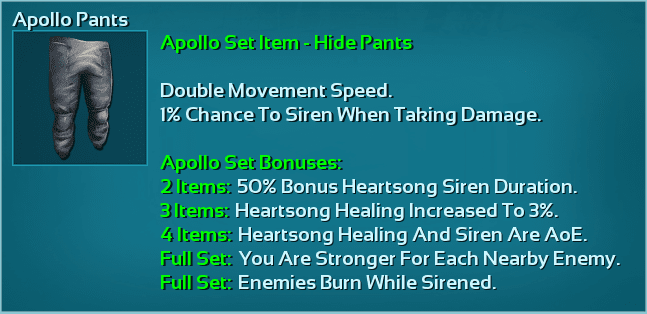 Apollo Pants
Apollo Set Item - Hide Pants
Double Movement Speed.
1% Chance To Siren When Taking Damage.
Apollo Set Bonuses:
2 Items: 50% Bonus Heartsong Siren Duration.
3 Items: Heartsong Healing Increased To 3%.
4 Items: Heartsong Healing And Siren Are AoE.
Full Set: You Are Stronger For Each Nearby Enemy.
Full Set: Enemies Burn While Sirened.